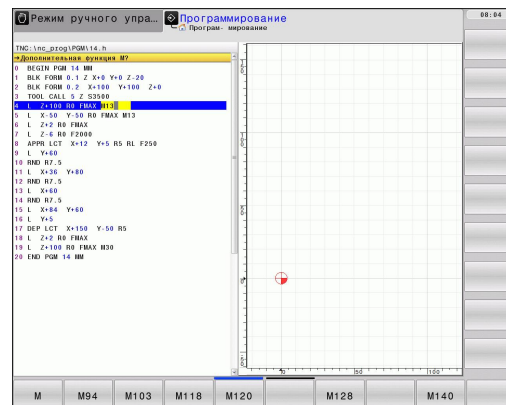 Режим ручного упра...
Программирование
Програм- мирование
08:04
TNC:\nc_prog\PGM\14.h
→Дополнительная функция M?
0 BEGIN PGM 14 MM
1 BLK FORM 0.1 Z X+0 Y+0 Z-20
2 BLK FORM 0.2 X+100 Y+100 Z+0
3 TOOL CALL 5 Z S3500
4 L Z+100 R0 FMAX M13
5 L X-50 Y-50 R0 FMAX M13
6 L Z+2 R0 FMAX
7 L Z-6 R0 F2000
8 APPR LCT X+12 Y+5 R5 RL F250
9 L Y+60
10 RND R7.5
11 L X+36 Y+80
12 RND R7.5
13 L X+60
14 RND R7.5
15 L X+84 Y+60
16 L Y+5
17 DEP LCT X+150 Y-50 R5
18 L Z+2 R0 FMAX
19 L Z+100 R0 FMAX M30
20 END PGM 14 MM
M M94 M103 M118 M120 M128 M140